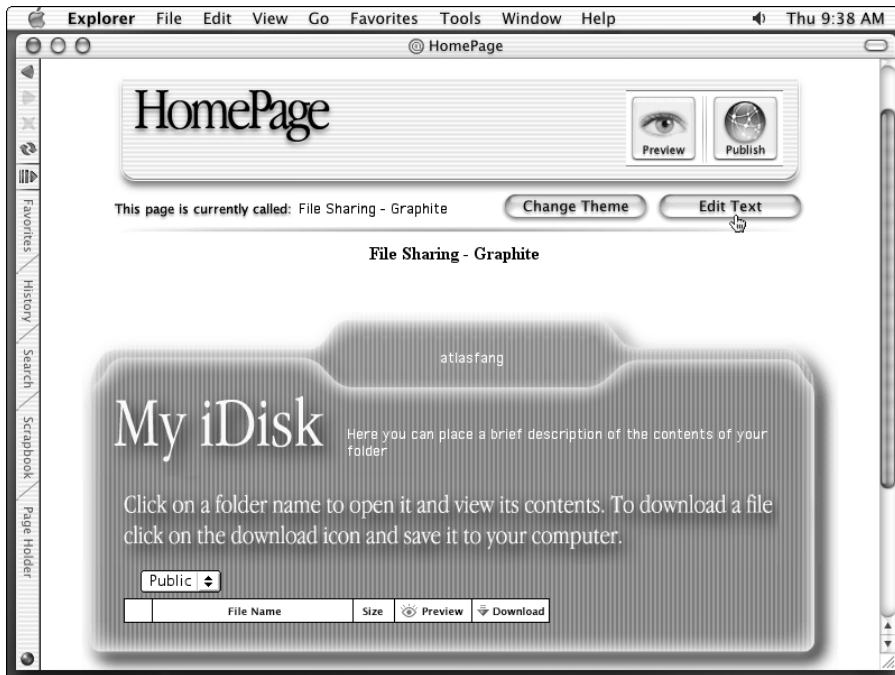 Explorer File Edit View Go Favorites Tools Window Help Thu 9:38 AM
@ HomePage
HomePage
Preview Publish
This page is currently called: File Sharing - Graphite Change Theme Edit Text
File Sharing - Graphite
Favorites
History
Search
Scrapbook
Page Holder
atlasfang
My iDisk
Here you can place a brief description of the contents of your
folder
Click on a folder name to open it and view its contents. To download a file
click on the download icon and save it to your computer.
Public
File Name Size Preview Download